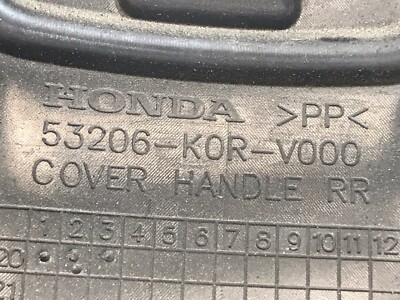 HONDA >PP<
53206-K0R-V000
COVER HANDLE RR
1 2 3 4 5 6 7 8 9 10 11 12
20
21